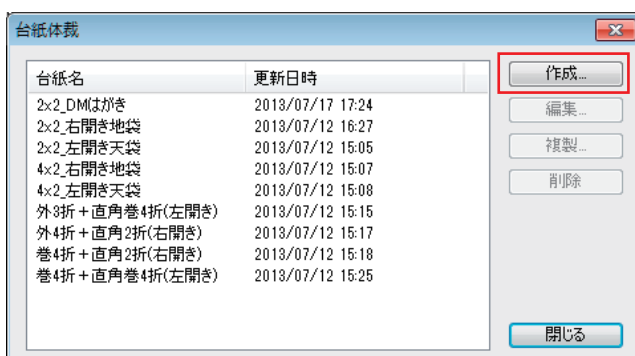 台紙体裁
台紙名 更新日時
2x2_DMはがき 2013/07/17 17:24
2x2_右開き地袋 2013/07/12 16:27
2x2_左開き天袋 2013/07/12 15:05
4x2_右開き地袋 2013/07/12 15:07
4x2_左開き天袋 2013/07/12 15:08
外3折+直角巻4折(左開き) 2013/07/12 15:15
外4折+直角2折(右開き) 2013/07/12 15:17
巻4折+直角2折(右開き) 2013/07/12 15:18
巻4折+直角巻4折(左開き) 2013/07/12 15:25
作成...
編集...
複製...
削除
閉じる